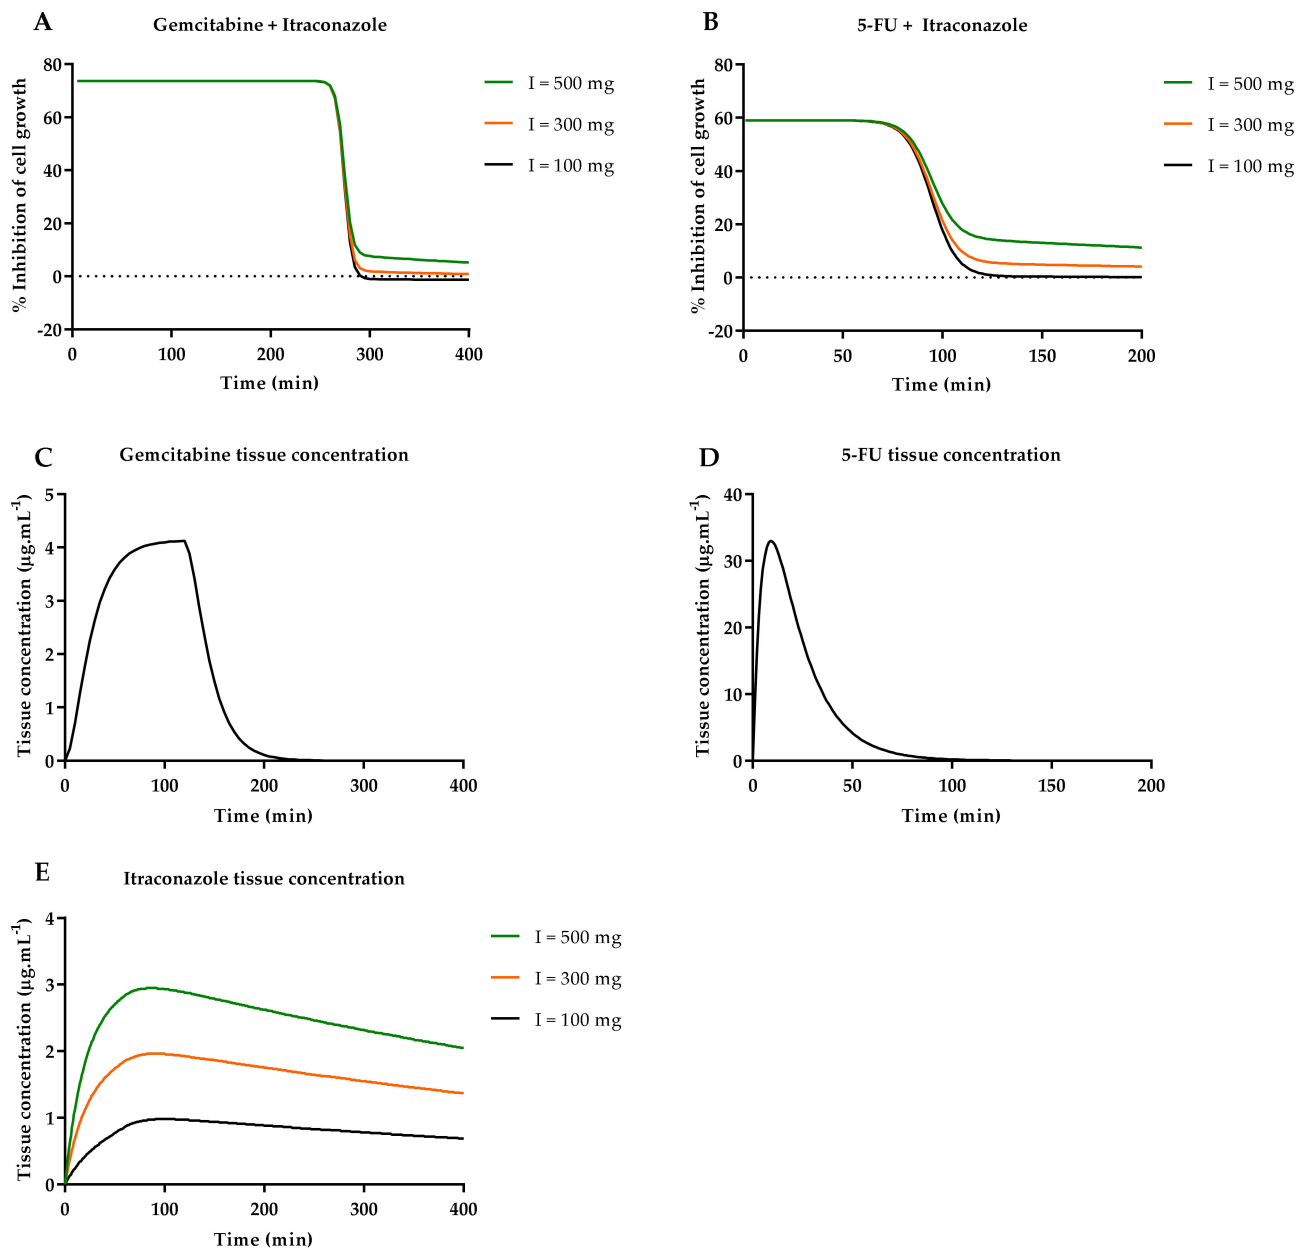 A
Gemcitabine + Itraconazole
% Inhibition of cell growth
80
60
40
20
0
-20
0 100 200 300 400
Time (min)
I = 500 mg
I = 300 mg
I = 100 mg
B
5-FU + Itraconazole
% Inhibition of cell growth
80
60
40
20
0
-20
0 50 100 150 200
Time (min)
I = 500 mg
I = 300 mg
I = 100 mg
C
Gemcitabine tissue concentration
Tissue concentration (µg.mL⁻¹)
5
4
3
2
1
0
0 100 200 300 400
Time (min)
D
5-FU tissue concentration
Tissue concentration (µg.mL⁻¹)
40
30
20
10
0
0 50 100 150 200
Time (min)
E
Itraconazole tissue concentration
Tissue concentration (µg.mL⁻¹)
4
3
2
1
0
0 100 200 300 400
Time (min)
I = 500 mg
I = 300 mg
I = 100 mg